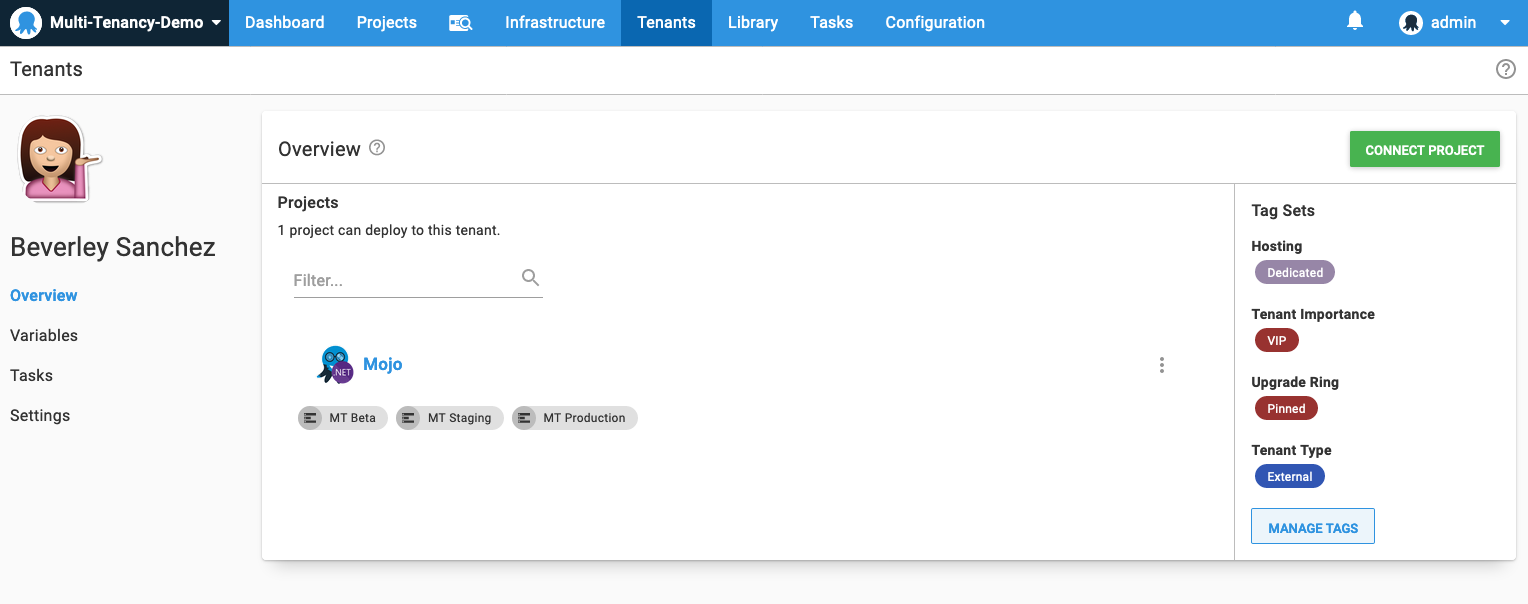 Multi-Tenancy-Demo Dashboard Projects Infrastructure Tenants Library Tasks Configuration admin
Tenants
Beverley Sanchez
Overview
Variables
Tasks
Settings
Overview
CONNECT PROJECT
Projects
1 project can deploy to this tenant.
Filter...
.NET
Mojo
MT Beta MT Staging MT Production
Tag Sets
Hosting
Dedicated
Tenant Importance
VIP
Upgrade Ring
Pinned
Tenant Type
External
MANAGE TAGS